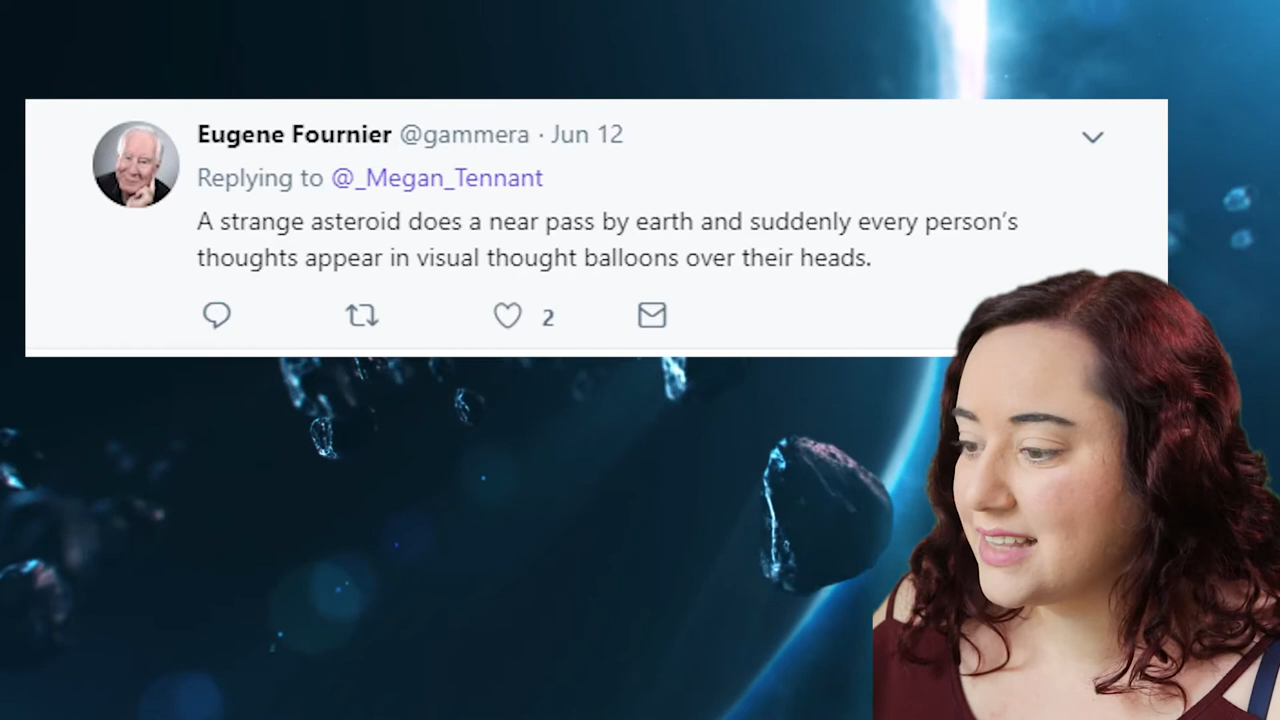 Eugene Fournier @gammera · Jun 12
Replying to @_Megan_Tennant
A strange asteroid does a near pass by earth and suddenly every person's
thoughts appear in visual thought balloons over their heads.
2